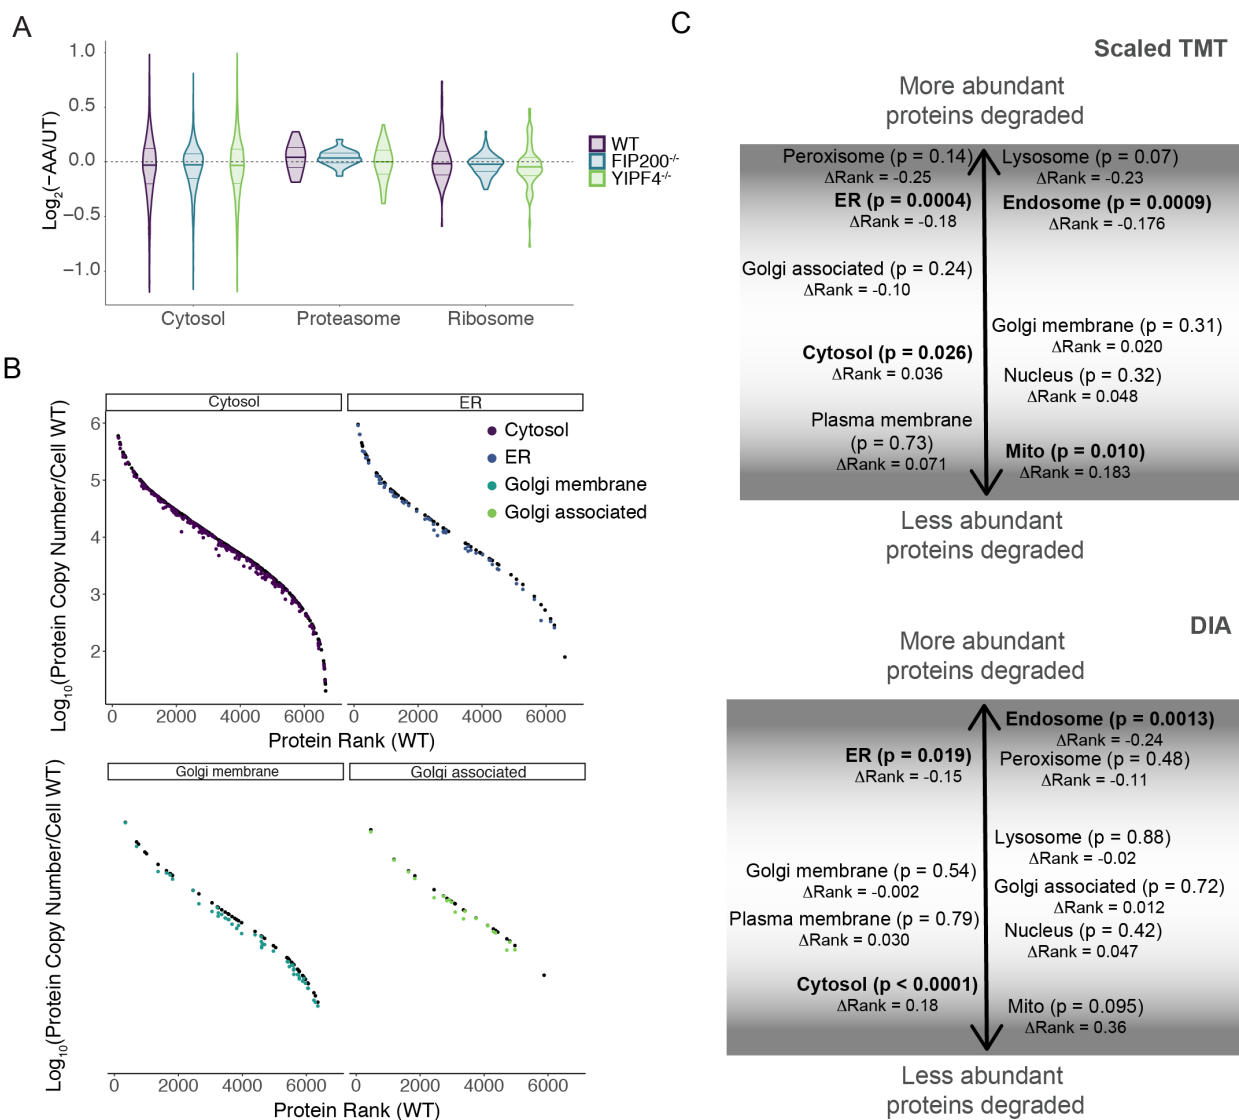 A
1.0
0.5
0.0
−0.5
−1.0
Log2(−AA/UT)
Cytosol
Proteasome
Ribosome
WT
FIP200-/-
YIPF4-/-
B
Cytosol
ER
Log10(Protein Copy Number/Cell WT)
6
5
4
3
2
Cytosol
ER
Golgi membrane
Golgi associated
0
2000
4000
6000
0
2000
4000
6000
Protein Rank (WT)
Golgi membrane
Golgi associated
Log10(Protein Copy Number/Cell WT)
0
2000
4000
6000
0
2000
4000
6000
Protein Rank (WT)
C
Scaled TMT
More abundant
proteins degraded
Peroxisome (p = 0.14)
ΔRank = -0.25
Lysosome (p = 0.07)
ΔRank = -0.23
ER (p = 0.0004)
ΔRank = -0.18
Endosome (p = 0.0009)
ΔRank = -0.176
Golgi associated (p = 0.24)
ΔRank = -0.10
Golgi membrane (p = 0.31)
ΔRank = 0.020
Cytosol (p = 0.026)
ΔRank = 0.036
Nucleus (p = 0.32)
ΔRank = 0.048
Plasma membrane
(p = 0.73)
ΔRank = 0.071
Mito (p = 0.010)
ΔRank = 0.183
Less abundant
proteins degraded
DIA
More abundant
proteins degraded
Endosome (p = 0.0013)
ΔRank = -0.24
ER (p = 0.019)
ΔRank = -0.15
Peroxisome (p = 0.48)
ΔRank = -0.11
Lysosome (p = 0.88)
ΔRank = -0.02
Golgi membrane (p = 0.54)
ΔRank = -0.002
Golgi associated (p = 0.72)
ΔRank = 0.012
Plasma membrane (p = 0.79)
ΔRank = 0.030
Nucleus (p = 0.42)
ΔRank = 0.047
Cytosol (p < 0.0001)
ΔRank = 0.18
Mito (p = 0.095)
ΔRank = 0.36
Less abundant
proteins degraded